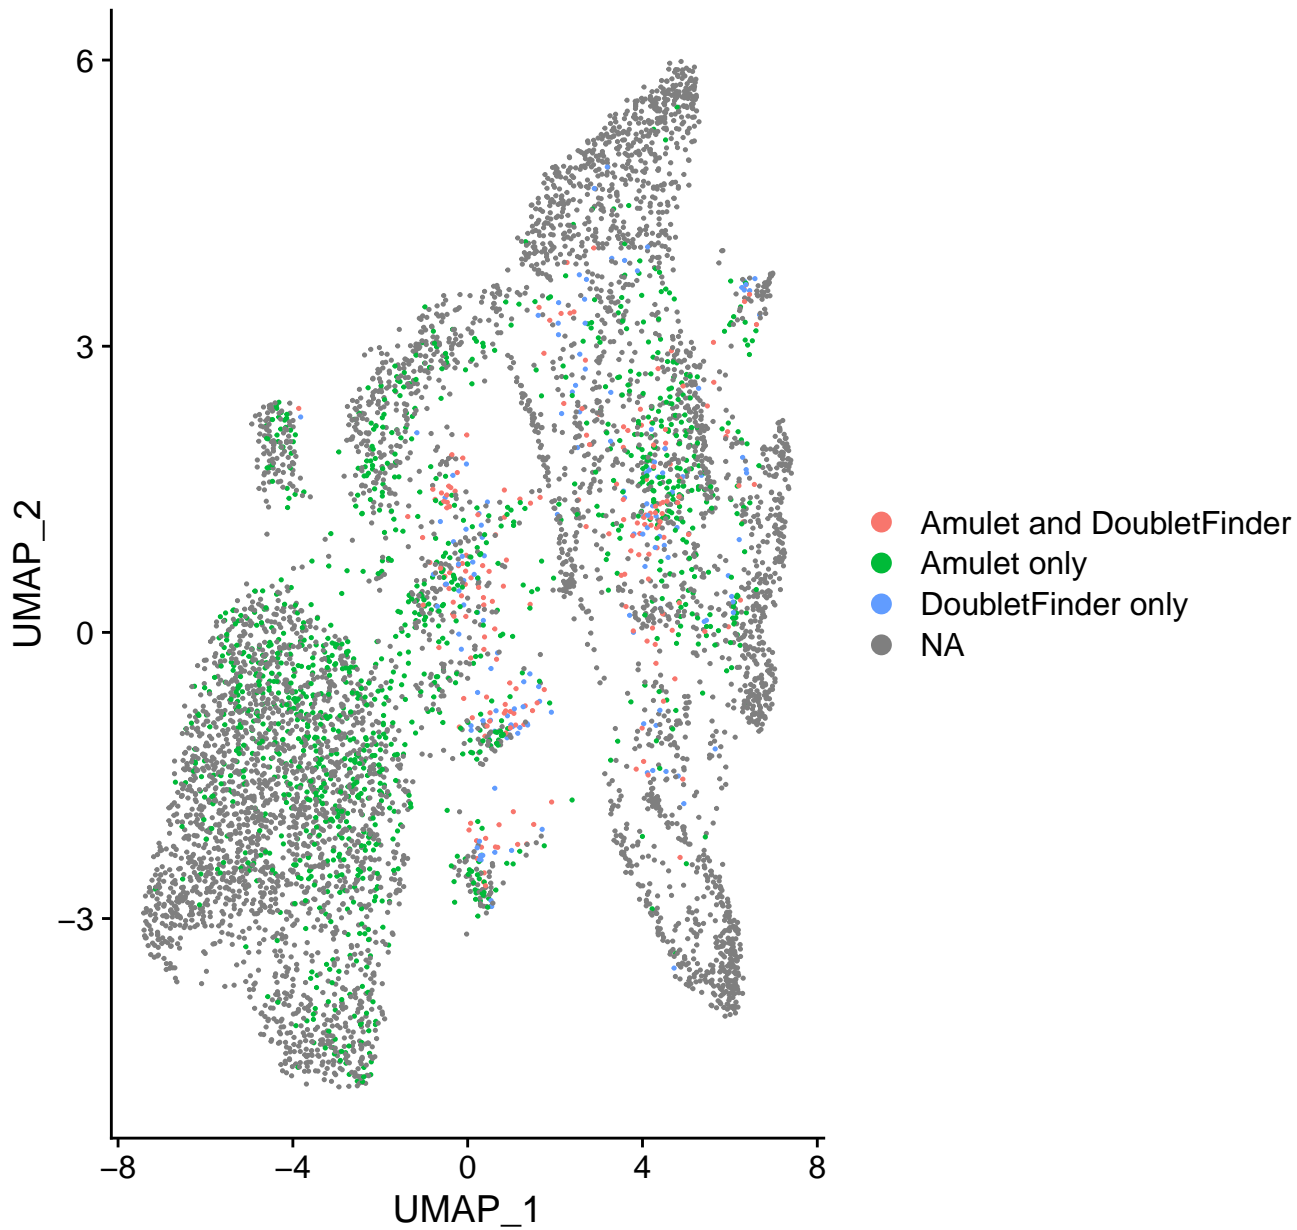 6
3
0
−3
−8
−4
0
4
8
UMAP_1
UMAP_2
Amulet and DoubletFinder
Amulet only
DoubletFinder only
NA